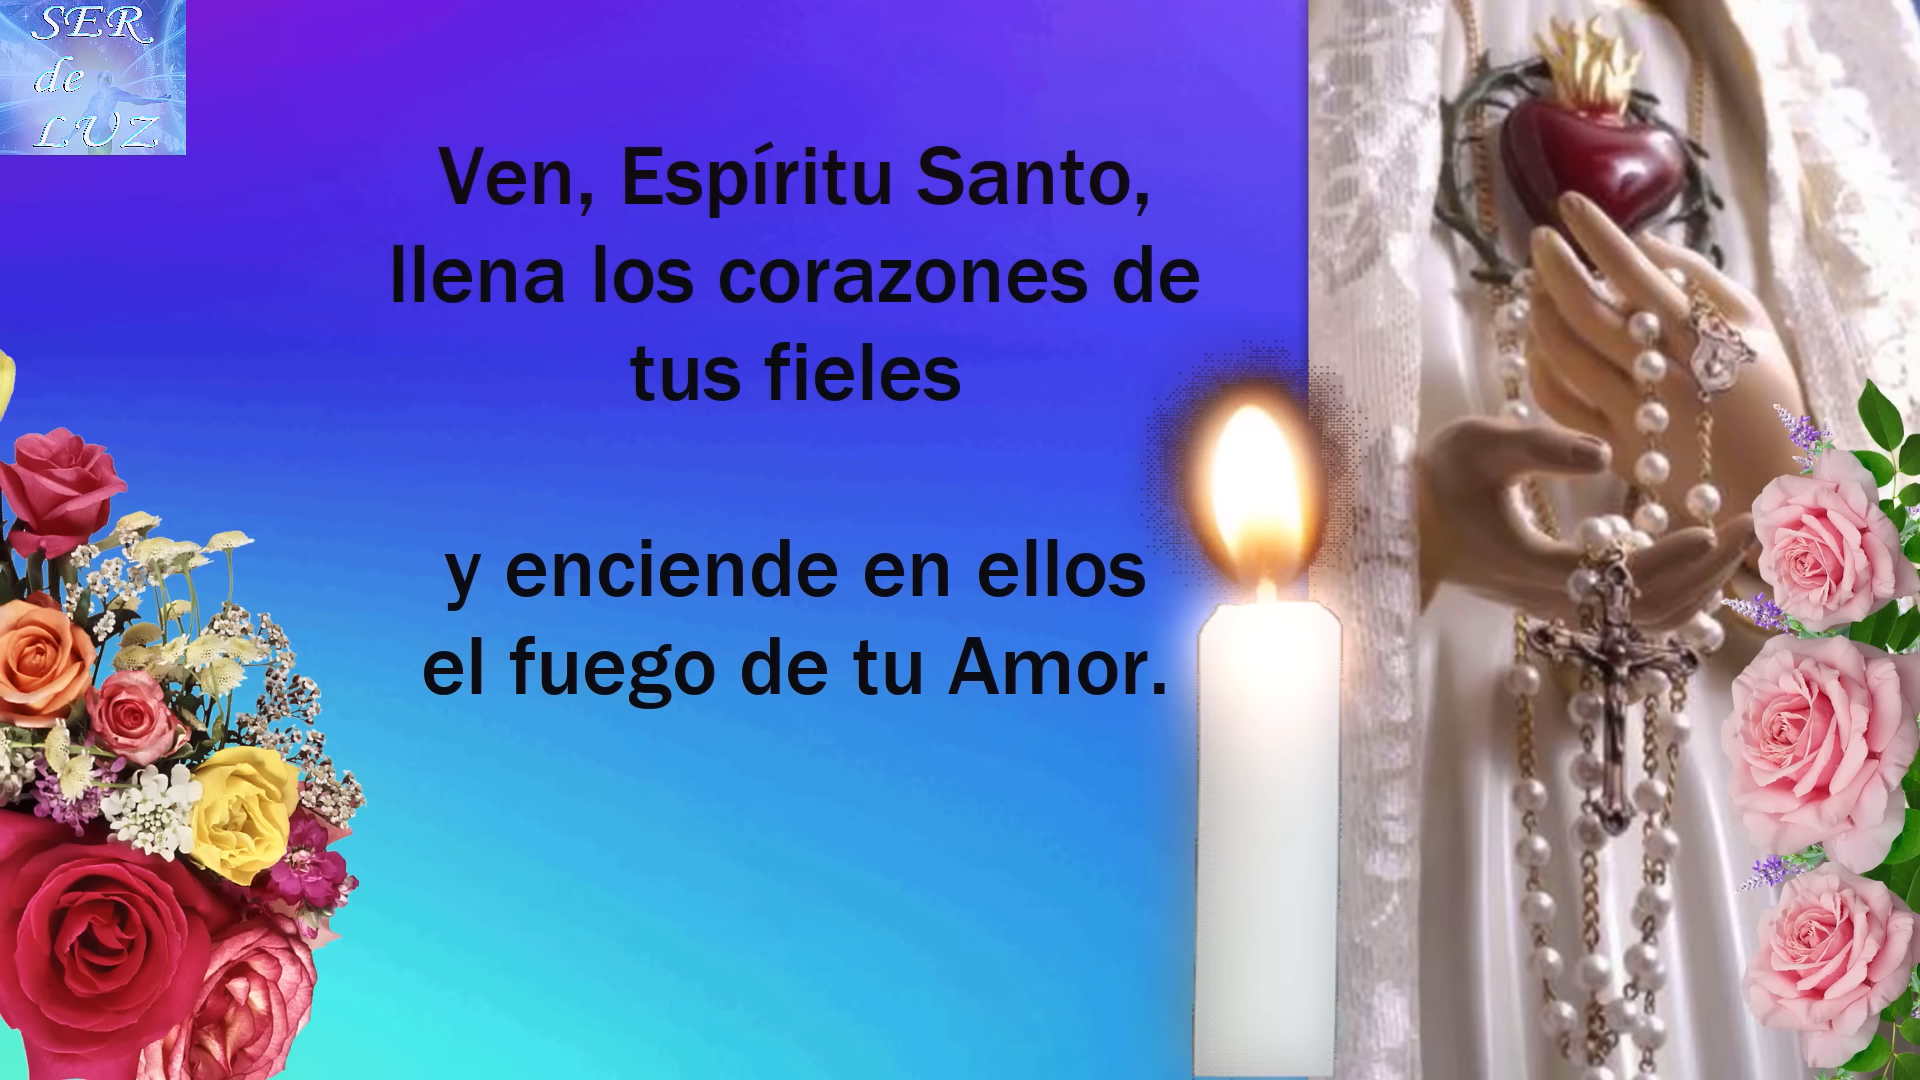 SER
de
LUZ
Ven, Espíritu Santo,
llena los corazones de
tus fieles
y enciende en ellos
el fuego de tu Amor.